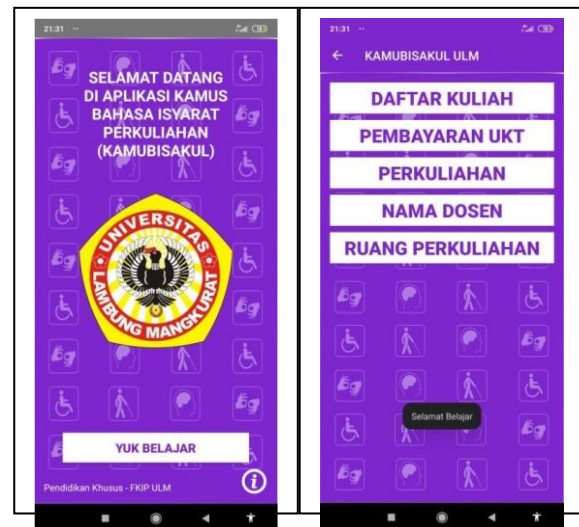 21:31
SELAMAT DATANG
DI APLIKASI KAMUS
BAHASA ISYARAT
PERKULIAHAN
(KAMUBISAKUL)
UNIVERSITAS
LAMBUNG MANGKURAT
YUK BELAJAR
Pendidikan Khusus - FKIP ULM
21:31
KAMUBISAKUL ULM
DAFTAR KULIAH
PEMBAYARAN UKT
PERKULIAHAN
NAMA DOSEN
RUANG PERKULIAHAN
Selamat Belajar